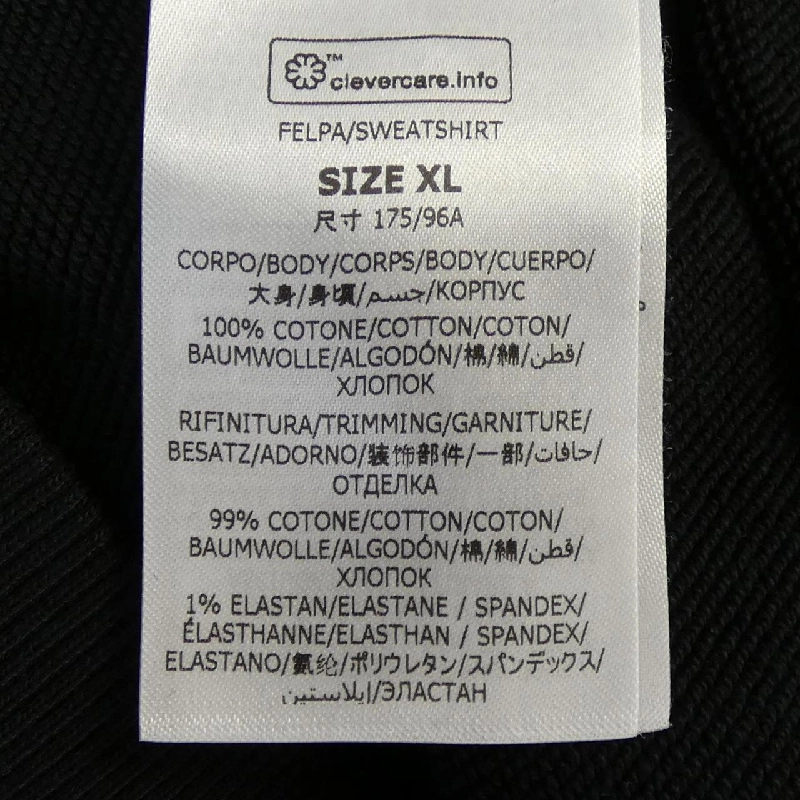 ™ clevercare.info
FELPA/SWEATSHIRT
SIZE XL
尺寸 175/96A
CORPO/BODY/CORPS/BODY/CUERPO/
大身/身頃/جسم/КОРПУС
100% COTONE/COTTON/COTON/
BAUMWOLLE/ALGODÓN/棉/綿/قطن/
ХЛОПОК
RIFINITURA/TRIMMING/GARNITURE/
BESATZ/ADORNO/装饰部件/一部/حافات/
ОТДЕЛКА
99% COTONE/COTTON/COTON/
BAUMWOLLE/ALGODÓN/棉/綿/قطن/
ХЛОПОК
1% ELASTAN/ELASTANE / SPANDEX/
ÉLASTHANNE/ELASTHAN / SPANDEX/
ELASTANO/氨纶/ポリウレタン/スパンデックス/
إيلاستين/ЭЛАСТАН